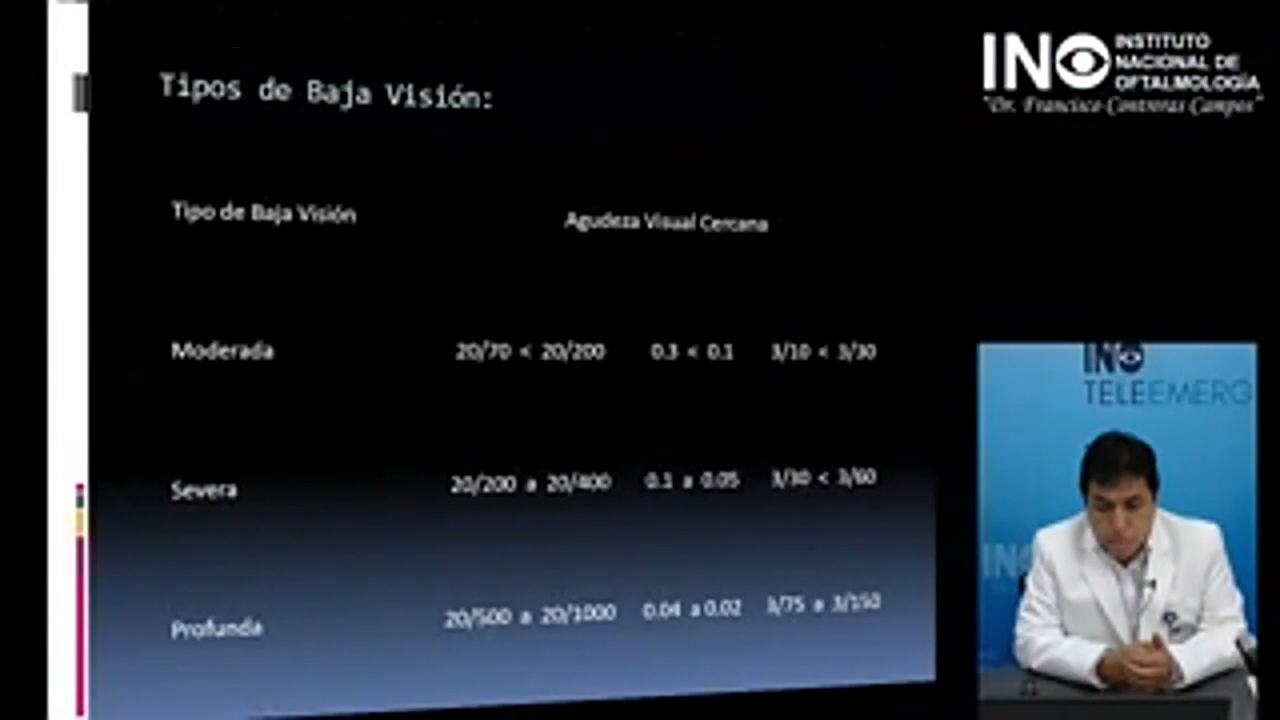 Tipos de Baja Visión:
INO INSTITUTO
NACIONAL DE
OFTALMOLOGÍA
"Dr. Francisco Contreras Campos"
Tipo de Baja Visión Agudeza Visual Cercana
Moderada 20/70 < 20/200 0.3 < 0.1 3/10 < 3/30
Severa 20/200 a 20/400 0.1 a 0.05 3/30 < 3/60
Profunda 20/500 a 20/1000 0.04 a 0.02 3/75 a 3/150
INO
TELEEMERG
INO